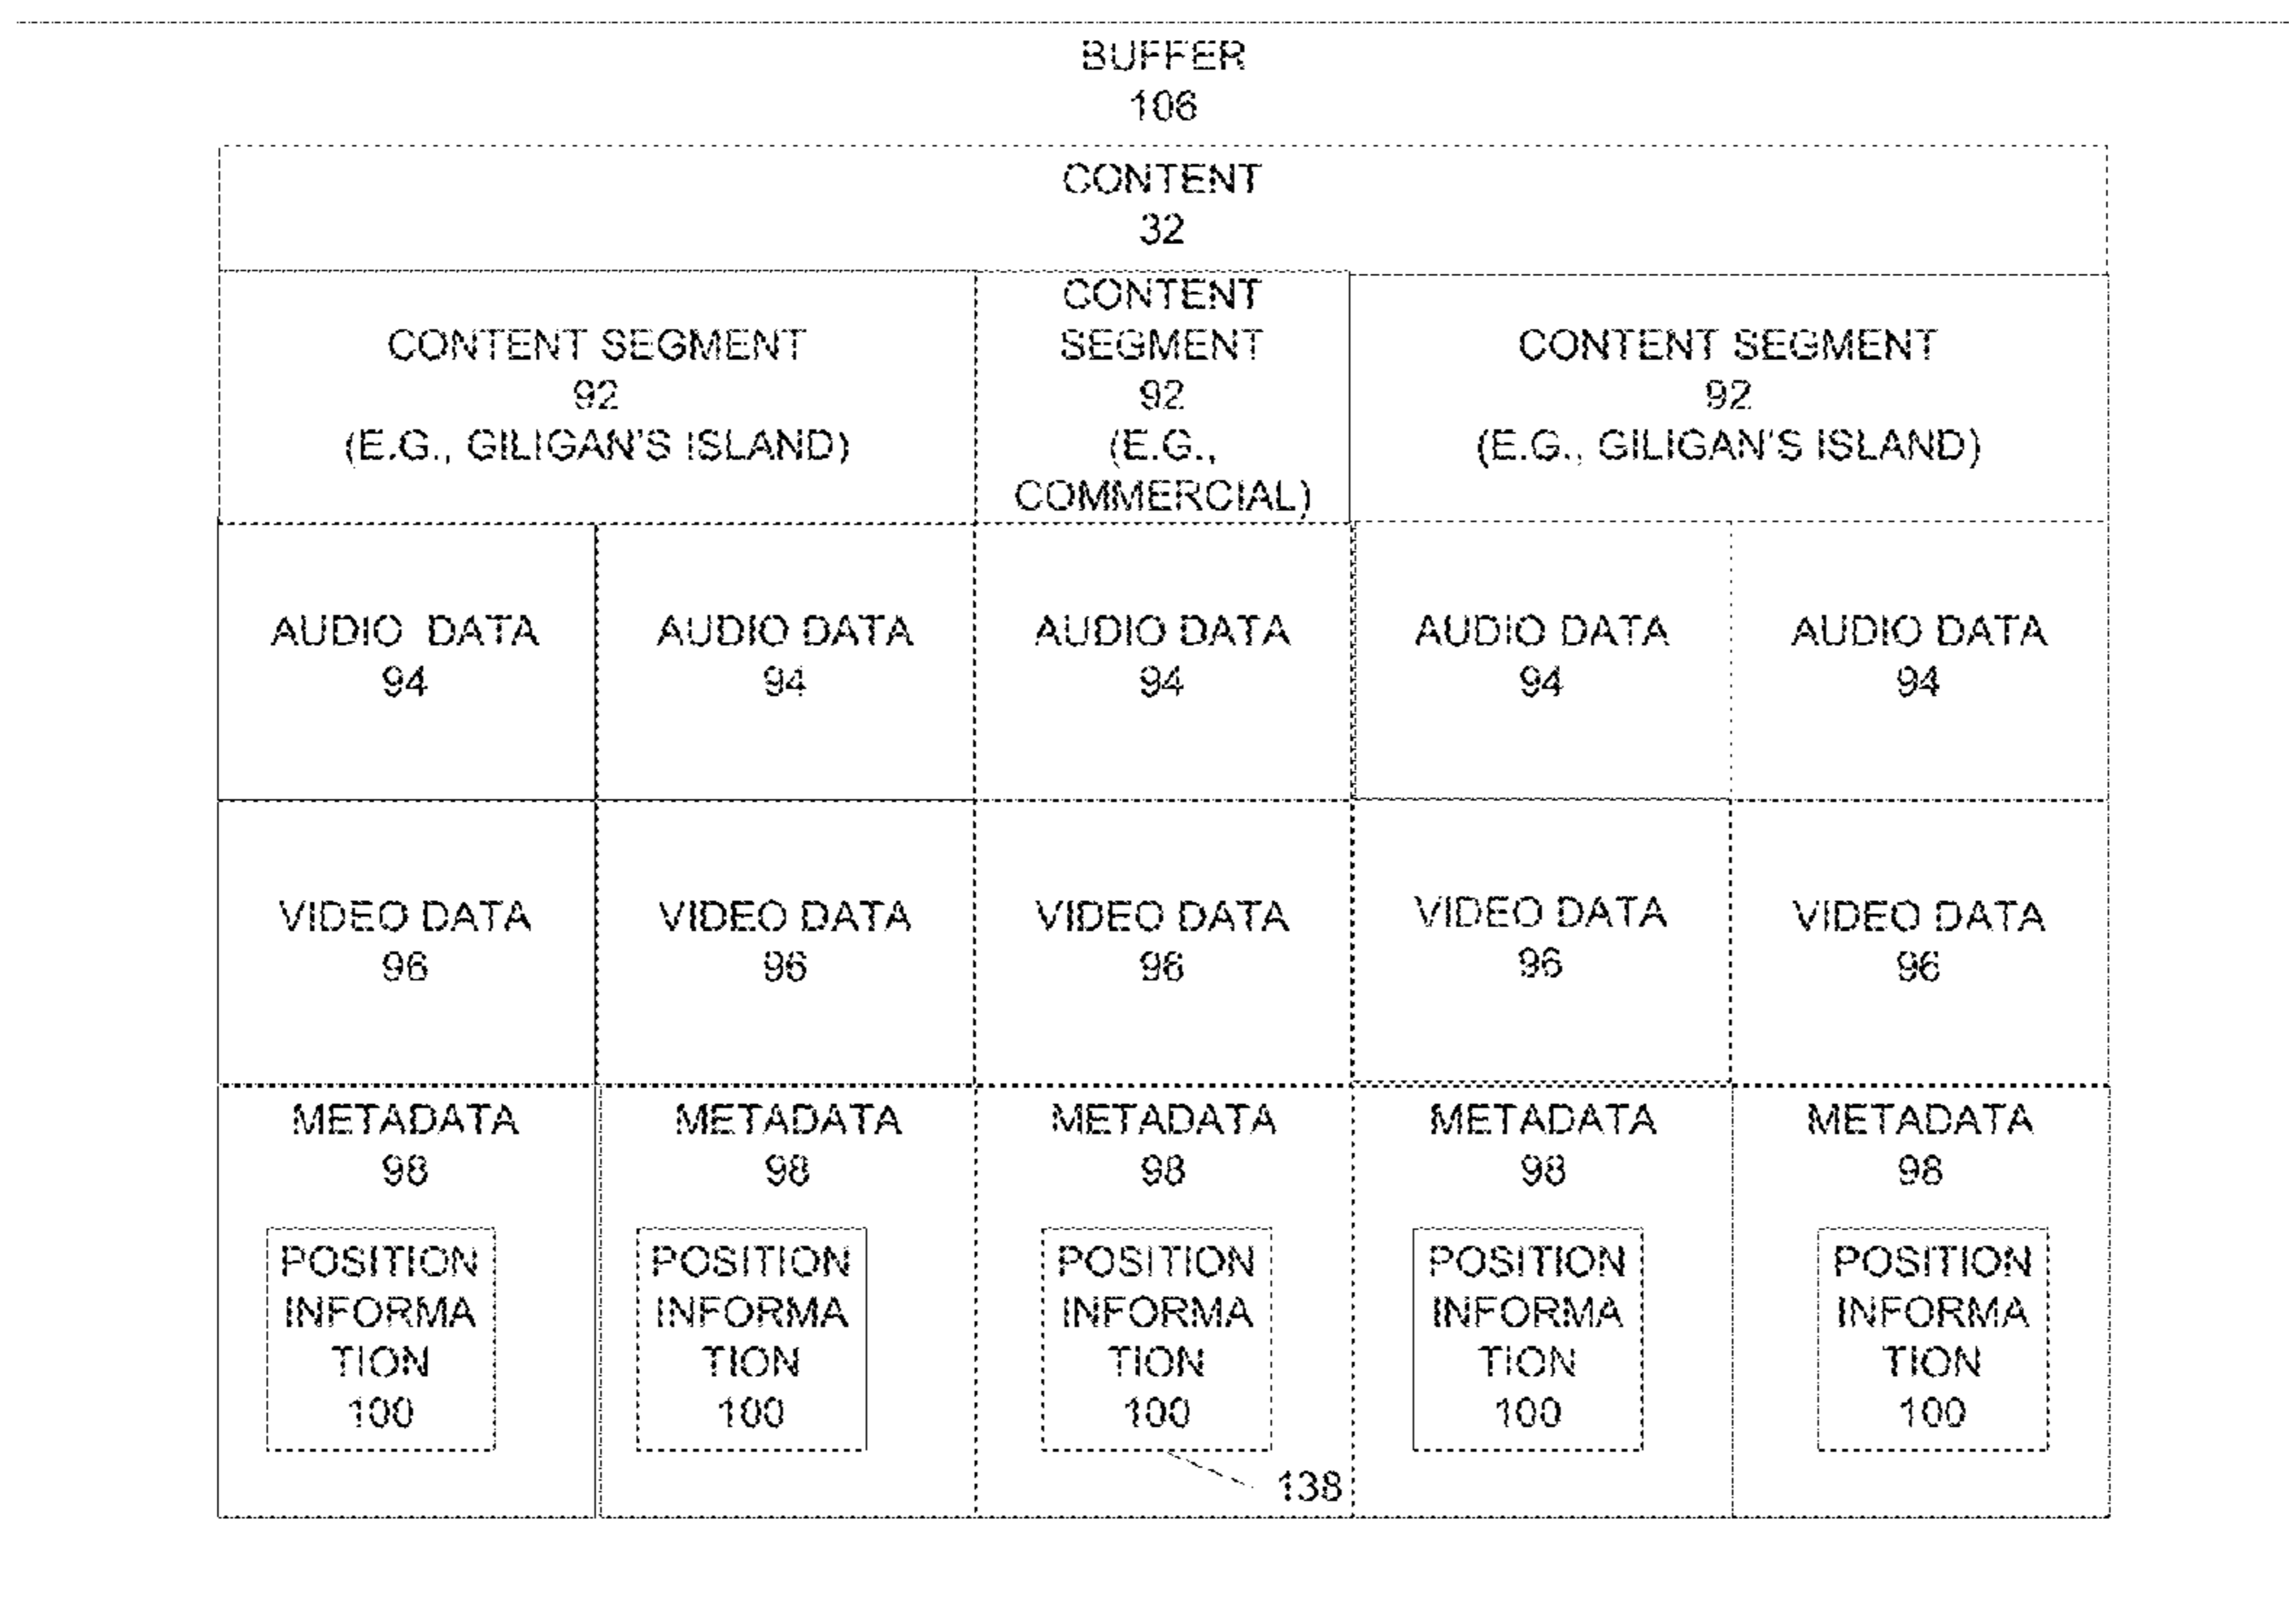 BUFFER
106
CONTENT
32
CONTENT SEGMENT
92
(E.G., GILIGAN'S ISLAND)
CONTENT
SEGMENT
92
(E.G.,
COMMERCIAL)
CONTENT SEGMENT
92
(E.G., GILIGAN'S ISLAND)
AUDIO DATA
94
AUDIO DATA
94
AUDIO DATA
94
AUDIO DATA
94
AUDIO DATA
94
VIDEO DATA
96
VIDEO DATA
96
VIDEO DATA
96
VIDEO DATA
96
VIDEO DATA
96
METADATA
98
POSITION
INFORMA
TION
100
METADATA
98
POSITION
INFORMA
TION
100
METADATA
98
POSITION
INFORMA
TION
100
138
METADATA
98
POSITION
INFORMA
TION
100
METADATA
98
POSITION
INFORMA
TION
100